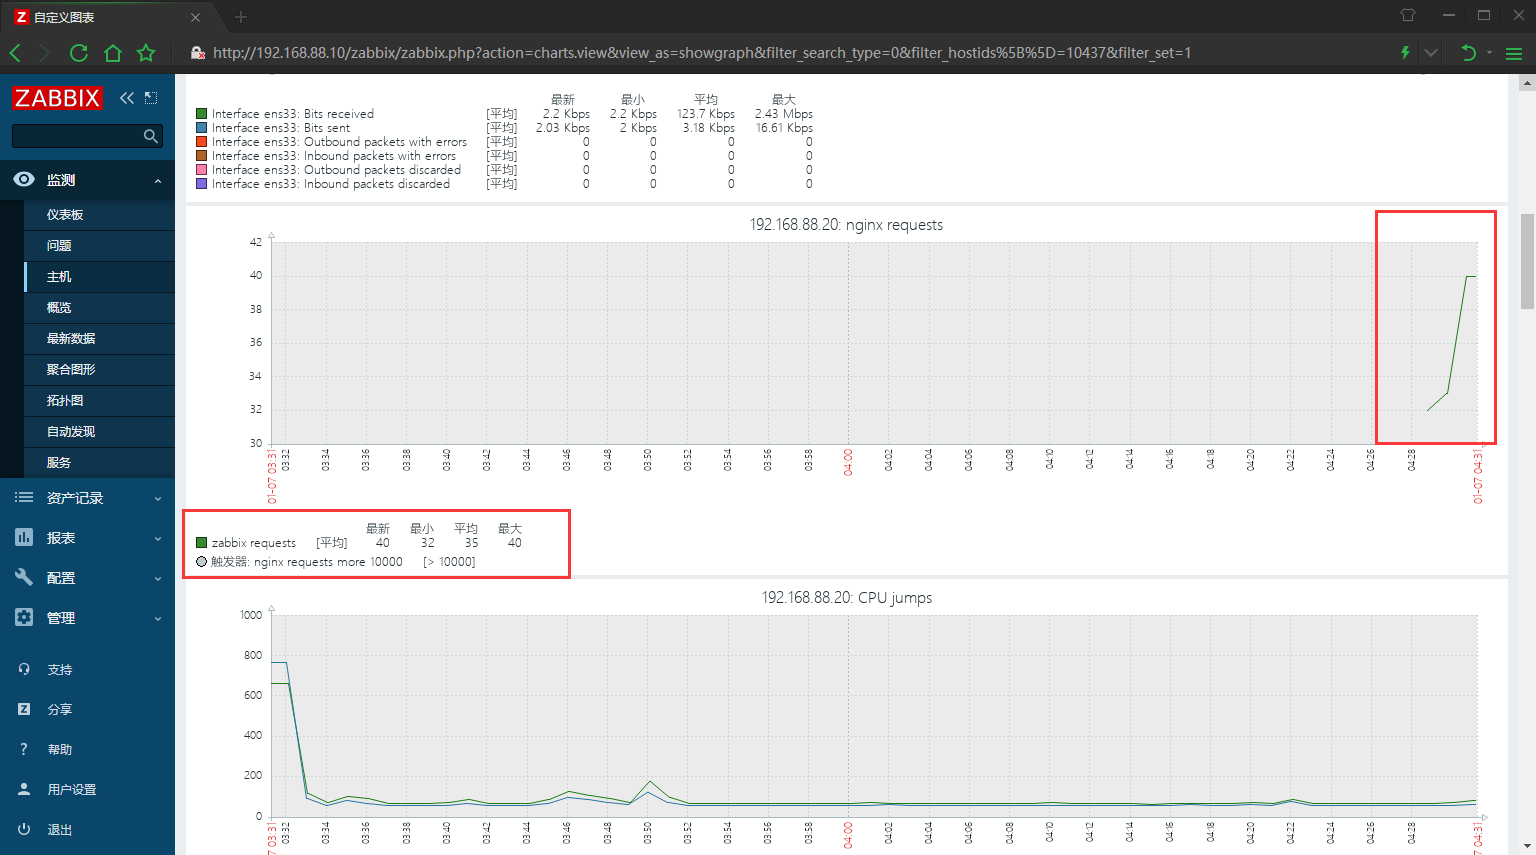 自定义图表
http://192.168.88.10/zabbix/zabbix.php?action=charts.view&view_as=showgraph&filter_search_type=0&filter_hostids%5B%5D=10437&filter_set=1
ZABBIX
监测
仪表板
问题
主机
概览
最新数据
聚合图形
拓扑图
自动发现
服务
资产记录
报表
配置
管理
支持
分享
帮助
用户设置
退出
最新 最小 平均 最大
Interface ens33: Bits received [平均] 2.2 Kbps 2.2 Kbps 123.7 Kbps 2.43 Mbps
Interface ens33: Bits sent [平均] 2.03 Kbps 2 Kbps 3.18 Kbps 16.61 Kbps
Interface ens33: Outbound packets with errors [平均] 0 0 0 0
Interface ens33: Inbound packets with errors [平均] 0 0 0 0
Interface ens33: Outbound packets discarded [平均] 0 0 0 0
Interface ens33: Inbound packets discarded [平均] 0 0 0 0
192.168.88.20: nginx requests
42
40
38
36
34
32
30
01-07 03:31 03:32 03:34 03:36 03:38 03:40 03:42 03:44 03:46 03:48 03:50 03:52 03:54 03:56 03:58 04:00 04:02 04:04 04:06 04:08 04:10 04:12 04:14 04:16 04:18 04:20 04:22 04:24 04:26 04:28 01-07 04:31
最新 最小 平均 最大
zabbix requests [平均] 40 32 35 40
触发器: nginx requests more 10000 [> 10000]
192.168.88.20: CPU jumps
1000
800
600
400
200
0
7 03:31 03:32 03:34 03:36 03:38 03:40 03:42 03:44 03:46 03:48 03:50 03:52 03:54 03:56 03:58 04:00 04:02 04:04 04:06 04:08 04:10 04:12 04:14 04:16 04:18 04:20 04:22 04:24 04:26 04:28 7 04:31